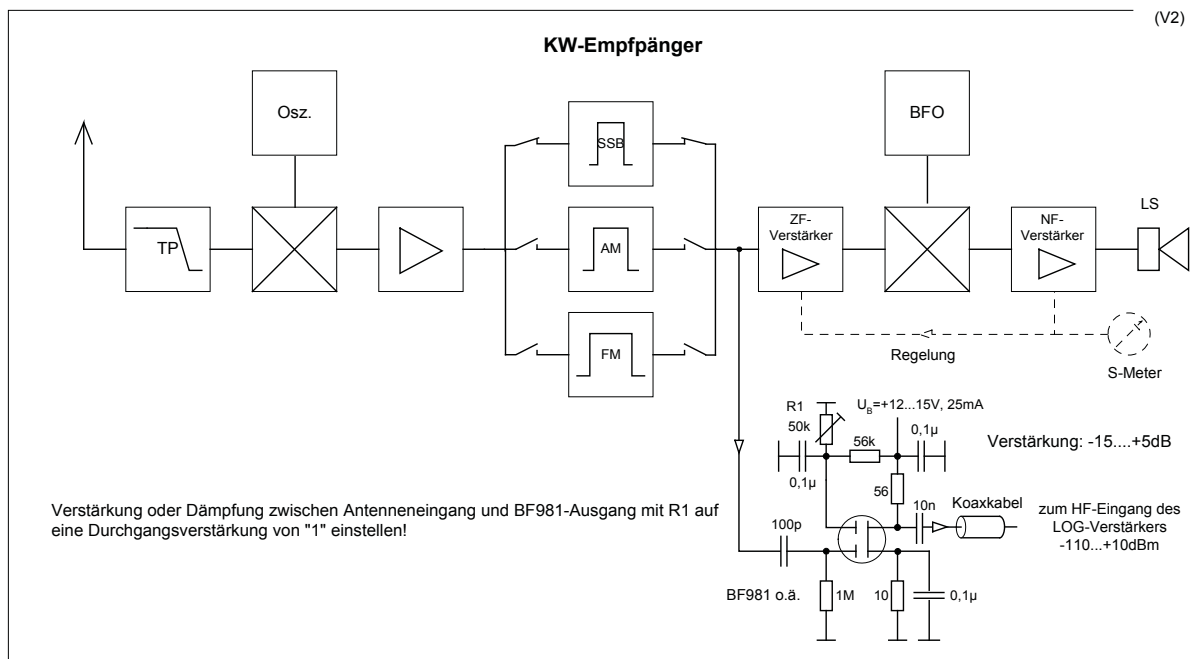 (V2)
KW-Empfpänger
Osz.
BFO
SSB
TP
AM
ZF-
Verstärker
NF-
Verstärker
LS
FM
Regelung
S-Meter
R1
50k
U_B=+12...15V, 25mA
56k
0,1µ
Verstärkung: -15....+5dB
0,1µ
56
Verstärkung oder Dämpfung zwischen Antenneneingang und BF981-Ausgang mit R1 auf
eine Durchgangsverstärkung von "1" einstellen!
100p
10n
Koaxkabel
zum HF-Eingang des
LOG-Verstärkers
-110...+10dBm
BF981 o.ä.
1M
10
0,1µ